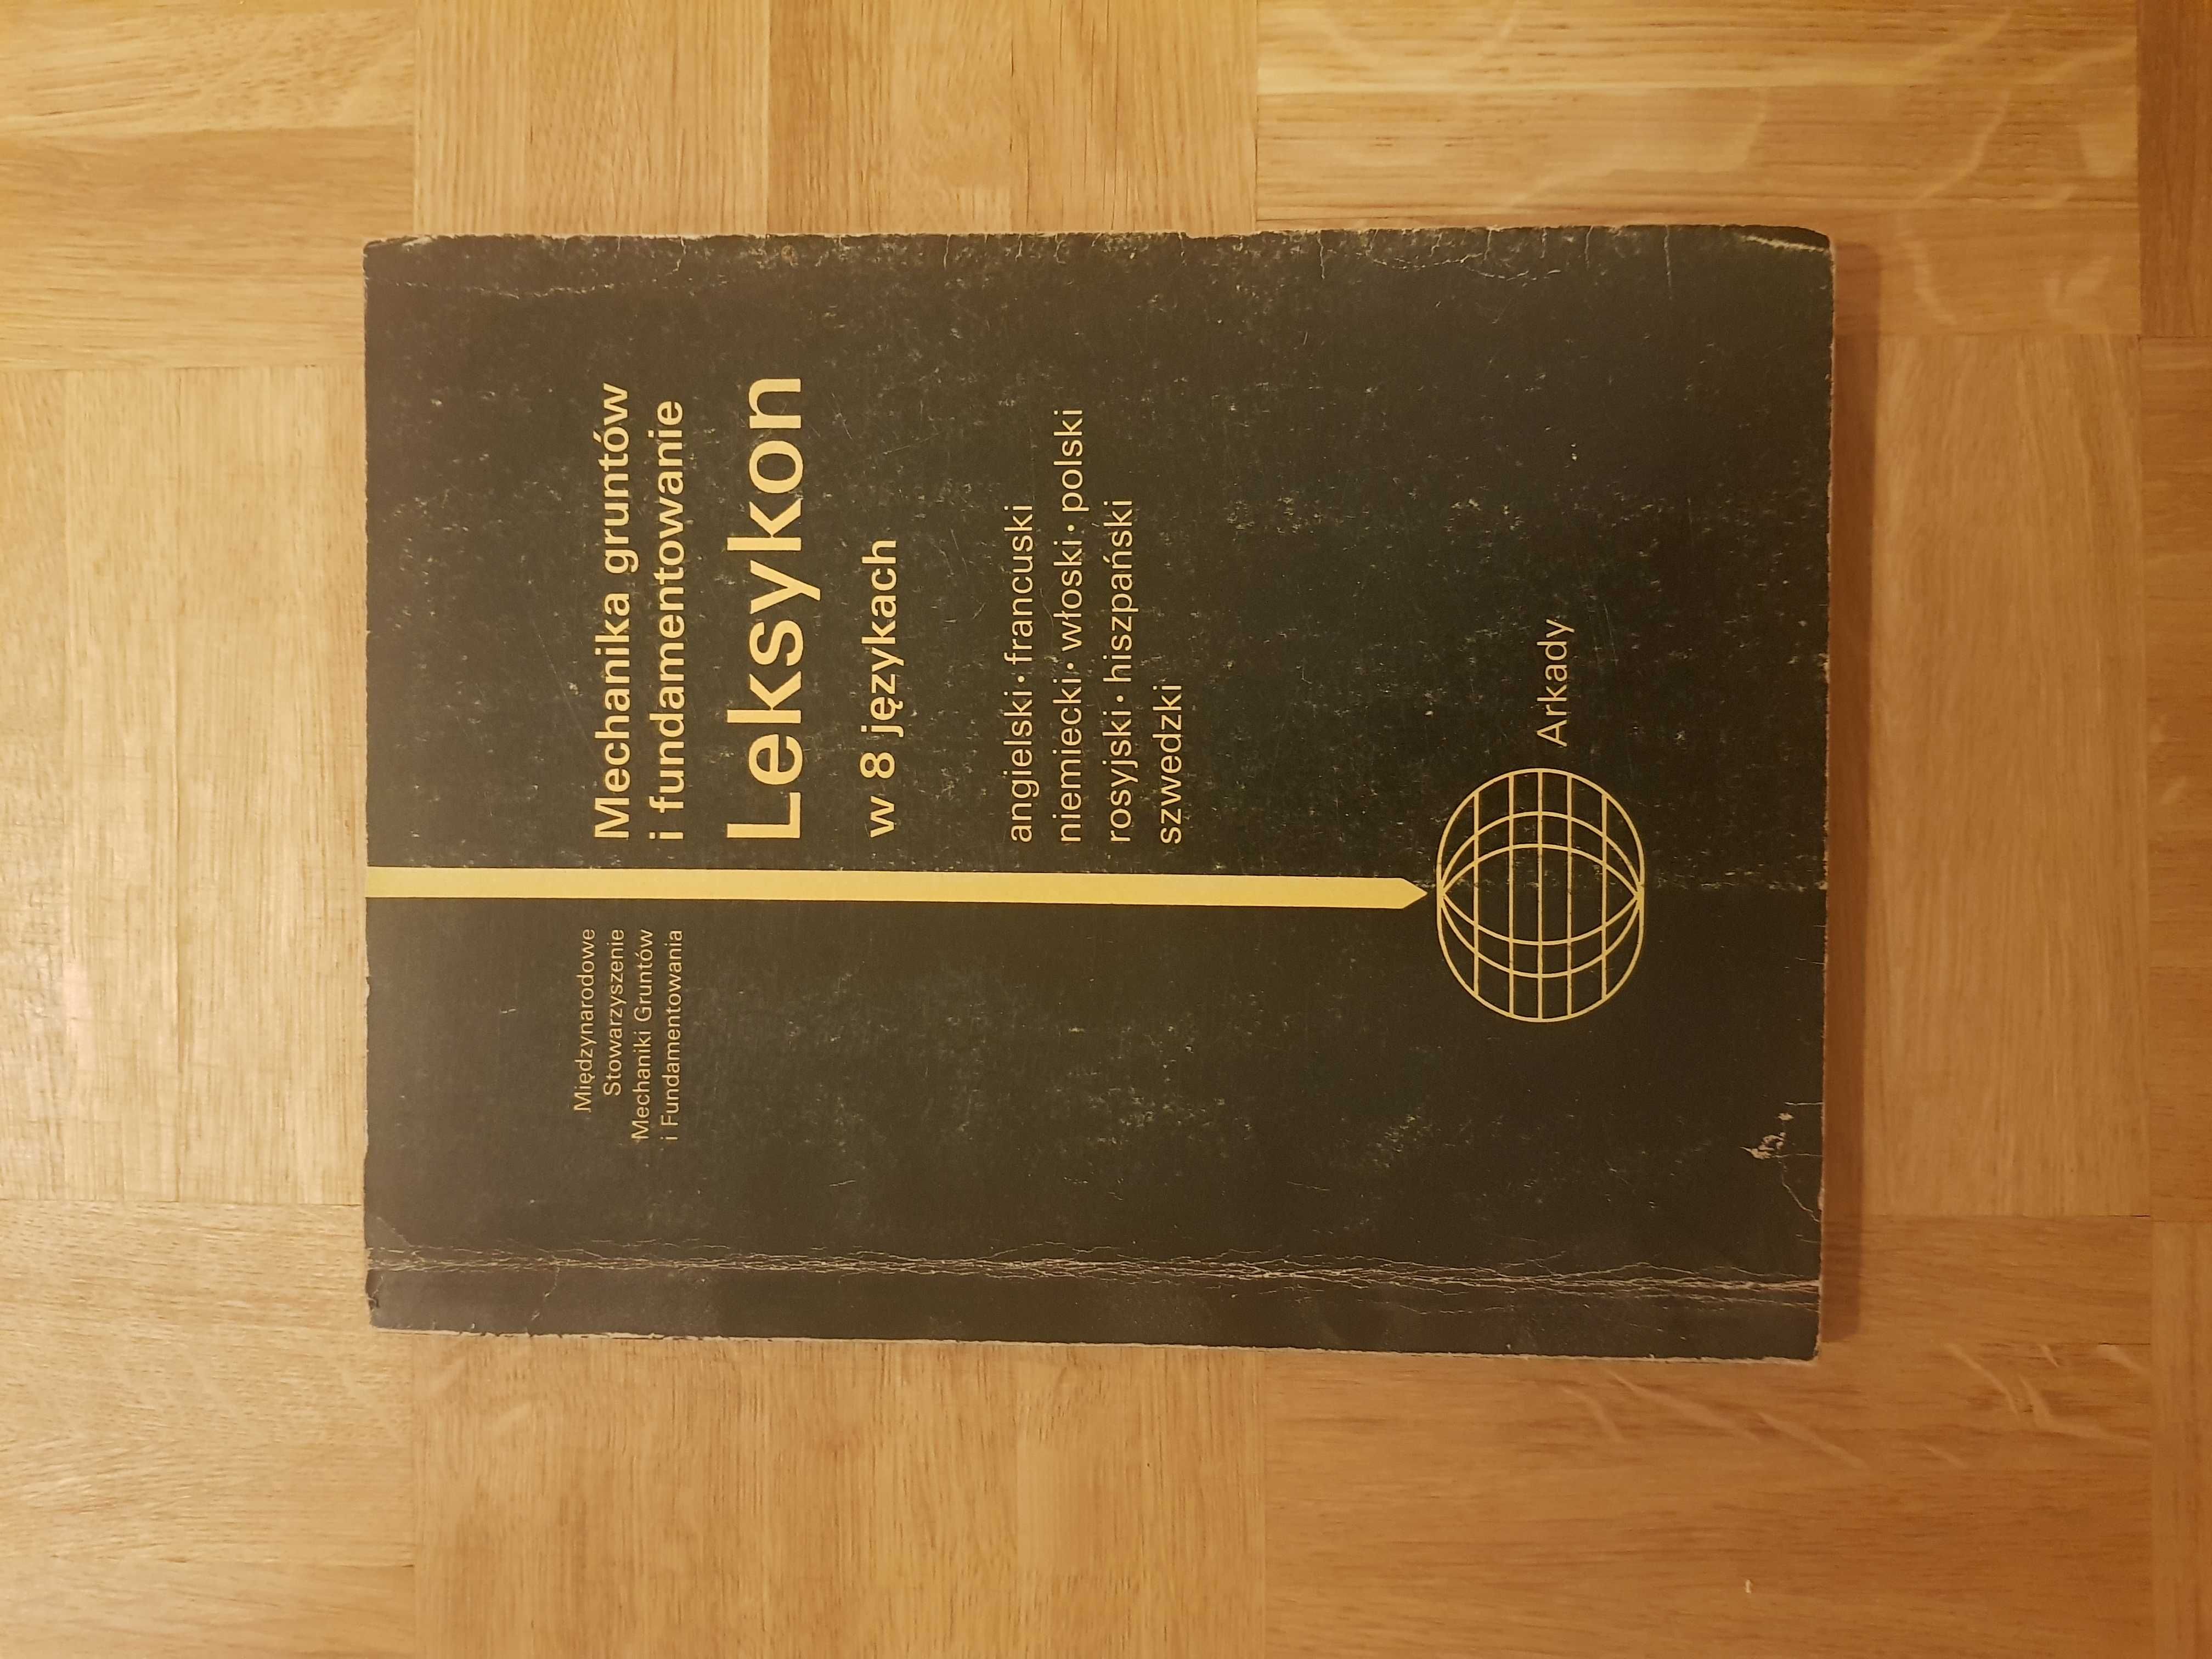 Międzynarodowe
Stowarzyszenie
Mechaniki Gruntów
i Fundamentowania
Mechanika gruntów
i fundamentowanie
Leksykon
w 8 językach
angielski • francuski
niemiecki • włoski • polski
rosyjski • hiszpański
szwedzki
Arkady